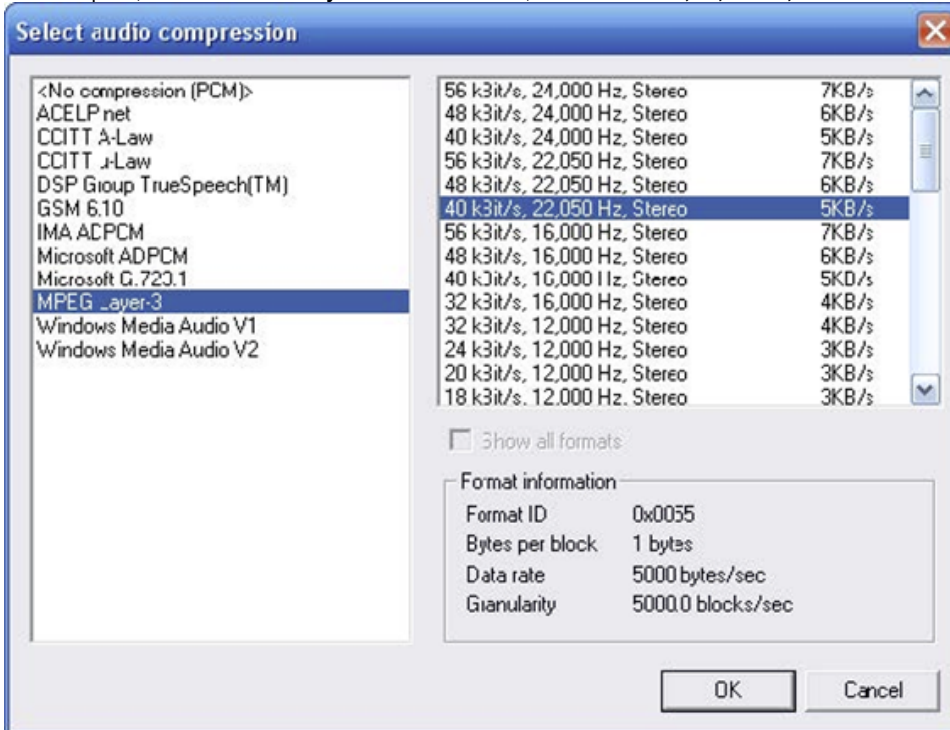 Select audio compression
<No compression (PCM)>
ACELP.net
CCITT A-Law
CCITT u-Law
DSP Group TrueSpeech(TM)
GSM 6.10
IMA ADPCM
Microsoft ADPCM
Microsoft G.723.1
MPEG Layer-3
Windows Media Audio V1
Windows Media Audio V2
56 kBit/s, 24,000 Hz, Stereo 7KB/s
48 kBit/s, 24,000 Hz, Stereo 6KB/s
40 kBit/s, 24,000 Hz, Stereo 5KB/s
56 kBit/s, 22,050 Hz, Stereo 7KB/s
48 kBit/s, 22,050 Hz, Stereo 6KB/s
40 kBit/s, 22,050 Hz, Stereo 5KB/s
56 kBit/s, 16,000 Hz, Stereo 7KB/s
48 kBit/s, 16,000 Hz, Stereo 6KB/s
40 kBit/s, 16,000 Hz, Stereo 5KB/s
32 kBit/s, 16,000 Hz, Stereo 4KB/s
32 kBit/s, 12,000 Hz, Stereo 4KB/s
24 kBit/s, 12,000 Hz, Stereo 3KB/s
20 kBit/s, 12,000 Hz, Stereo 3KB/s
18 kBit/s, 12,000 Hz, Stereo 3KB/s
Show all formats
Format information
Format ID 0x0055
Bytes per block 1 bytes
Data rate 5000 bytes/sec
Granularity 5000.0 blocks/sec
OK
Cancel